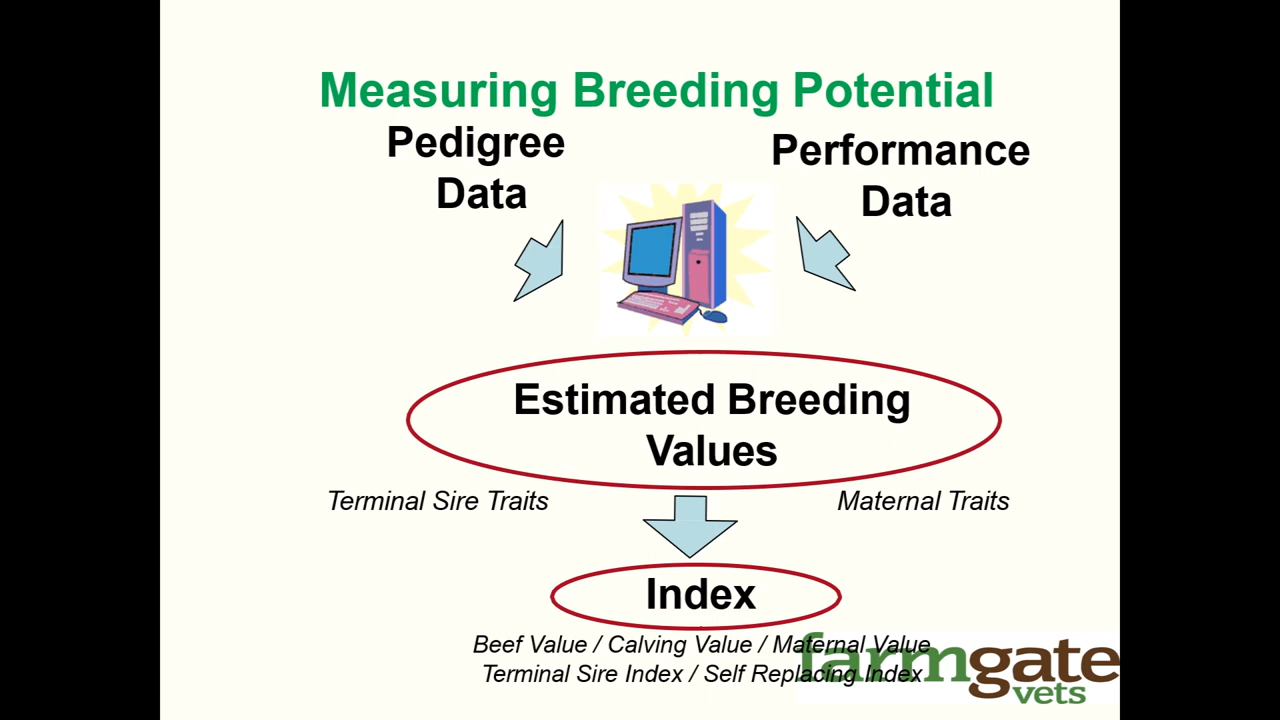 Measuring Breeding Potential
Pedigree
Data
Performance
Data
Estimated Breeding
Values
Terminal Sire Traits
Maternal Traits
Index
Beef Value / Calving Value / Maternal Value
Terminal Sire Index / Self Replacing Index
farmgate
vets